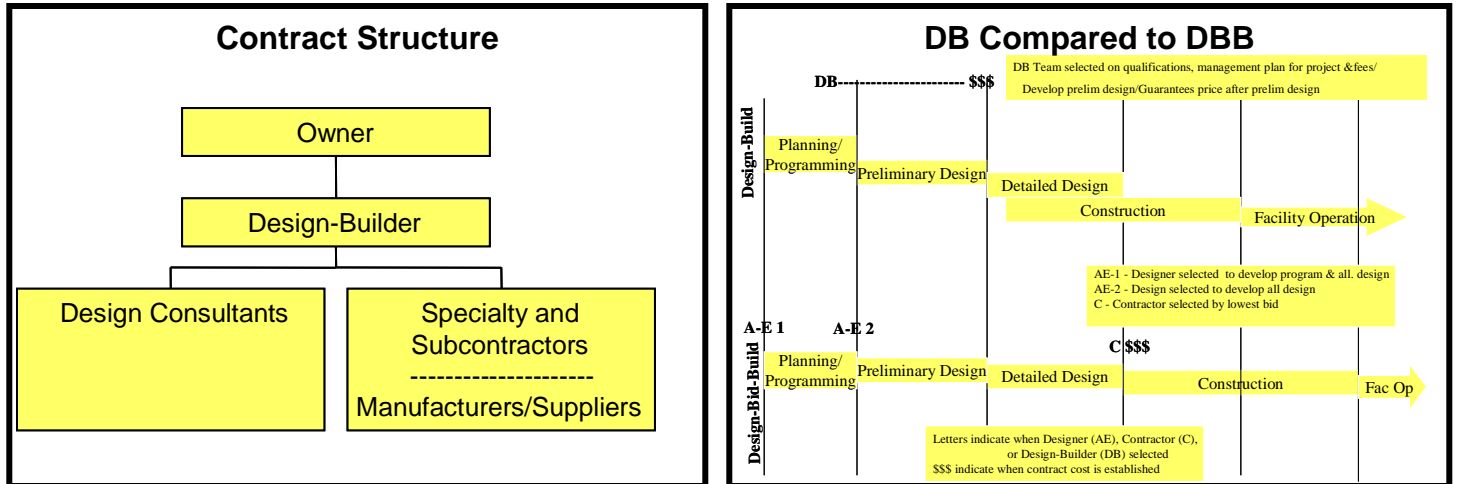 Contract Structure
Owner
Design-Builder
Design Consultants
Specialty and
Subcontractors
---------------------
Manufacturers/Suppliers
DB Compared to DBB
DB Team selected on qualifications, management plan for project &fees/
Develop prelim design/Guarantees price after prelim design
DB----------------------- $$$
Design-Build
Planning/
Programming
Preliminary Design
Detailed Design
Construction
Facility Operation
AE-1 - Designer selected to develop program & all. design
AE-2 - Design selected to develop all design
C - Contractor selected by lowest bid
A-E 1
A-E 2
C $$$
Design-Bid-Build
Planning/
Programming
Preliminary Design
Detailed Design
Construction
Fac Op
Letters indicate when Designer (AE), Contractor (C),
or Design-Builder (DB) selected
$$$ indicate when contract cost is established